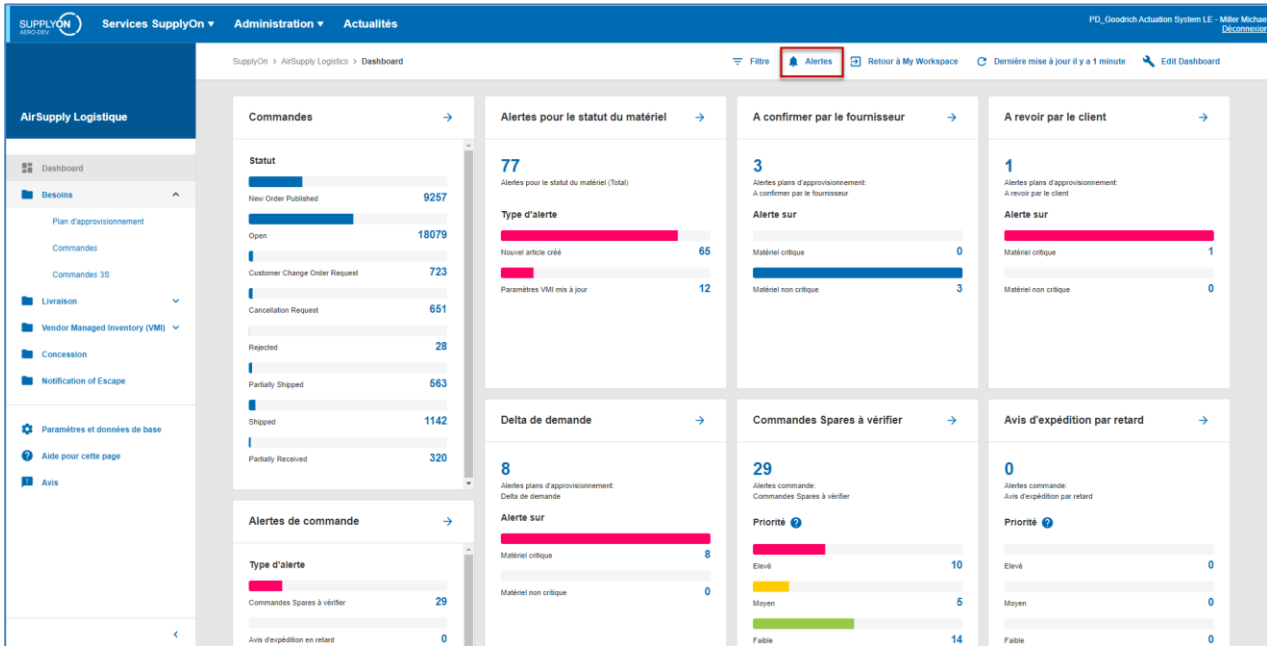 SUPPLYON
AERO-DEV
Services SupplyOn ▾ Administration ▾ Actualités
PD_Goodrich Actuation System LE - Miller Michae
Déconnexion
SupplyOn > AirSupply Logistics > Dashboard
Filtre Alertes Retour à My Workspace Dernière mise à jour il y a 1 minute Edit Dashboard
AirSupply Logistique
Dashboard
Besoins
Plan d'approvisionnement
Commandes
Commandes 3S
Livraison
Vendor Managed Inventory (VMI)
Concession
Notification of Escape
Paramètres et données de base
Aide pour cette page
Avis
Commandes
Statut
New Order Published 9257
Open 18079
Customer Change Order Request 723
Cancellation Request 651
Rejected 28
Partially Shipped 563
Shipped 1142
Partially Received 320
Alertes pour le statut du matériel
77
Alertes pour le statut du matériel (Total)
Type d'alerte
Nouvel article créé 65
Paramètres VMI mis à jour 12
A confirmer par le fournisseur
3
Alertes plans d'approvisionnement:
A confirmer par le fournisseur
Alerte sur
Matériel critique 0
Matériel non critique 3
A revoir par le client
1
Alertes plans d'approvisionnement:
A revoir par le client
Alerte sur
Matériel critique 1
Matériel non critique 0
Alertes de commande
Type d'alerte
Commandes Spares à vérifier 29
Avis d'expédition en retard 0
Delta de demande
8
Alertes plans d'approvisionnement:
Delta de demande
Alerte sur
Matériel critique 8
Matériel non critique 0
Commandes Spares à vérifier
29
Alertes commande:
Commandes Spares à vérifier
Priorité
Elevé 10
Moyen 5
Faible 14
Avis d'expédition par retard
0
Alertes commande:
Avis d'expédition par retard
Priorité
Elevé 0
Moyen 0
Faible 0